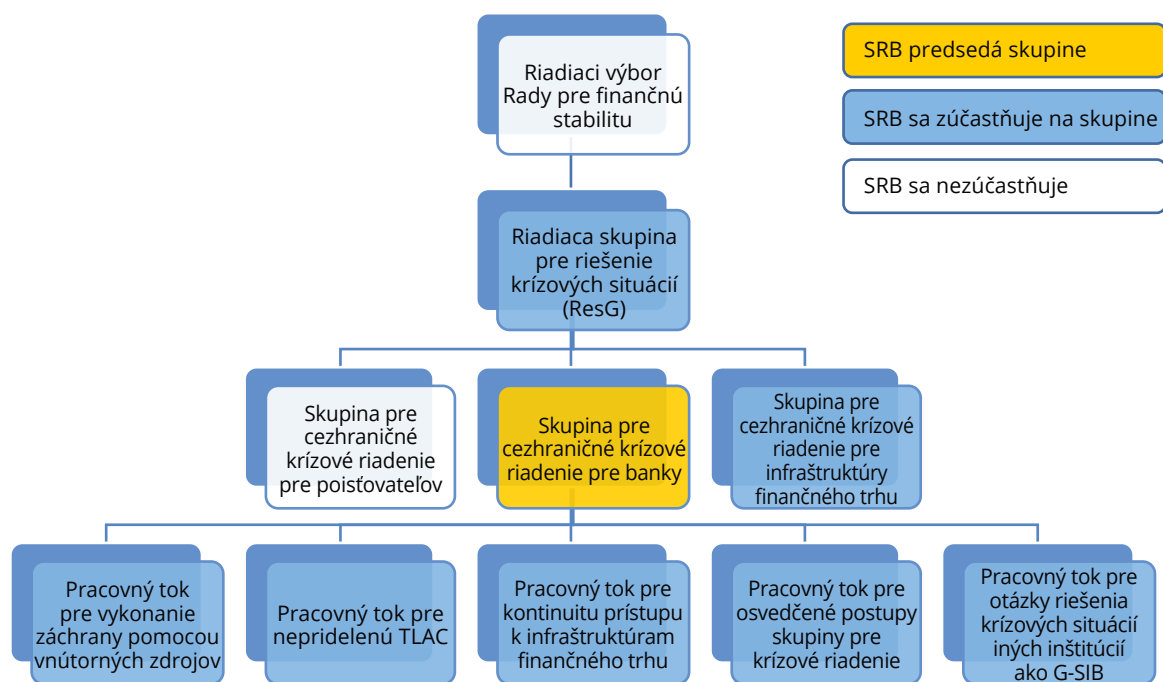 Riadiaci výbor
Rady pre finančnú
stabilitu
SRB predsedá skupine
SRB sa zúčastňuje na skupine
SRB sa nezúčastňuje
Riadiaca skupina
pre riešenie
krízových situácií
(ResG)
Skupina pre
cezhraničné
krízové riadenie
pre poisťovateľov
Skupina pre
cezhraničné krízové
riadenie pre banky
Skupina pre
cezhraničné krízové
riadenie pre
infraštruktúry
finančného trhu
Pracovný tok
pre vykonanie
záchrany pomocou
vnútorných zdrojov
Pracovný tok pre
nepridelenú TLAC
Pracovný tok pre
kontinuitu prístupu
k infraštruktúram
finančného trhu
Pracovný tok pre
osvedčené postupy
skupiny pre
krízové riadenie
Pracovný tok pre
otázky riešenia
krízových situácií
iných inštitúcií
ako G-SIB